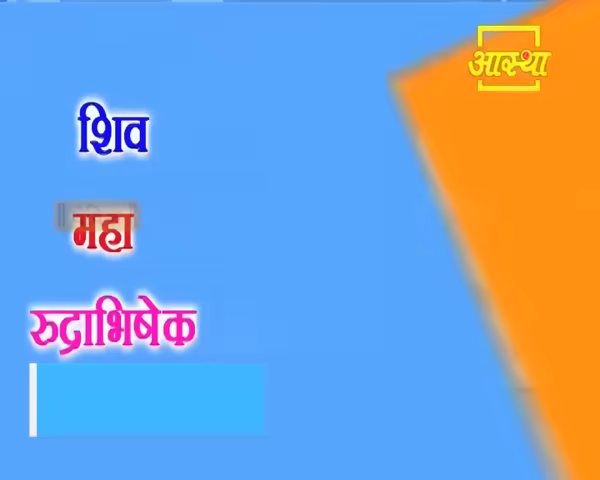 आस्था
शिव
महा
रुद्राभिषेक